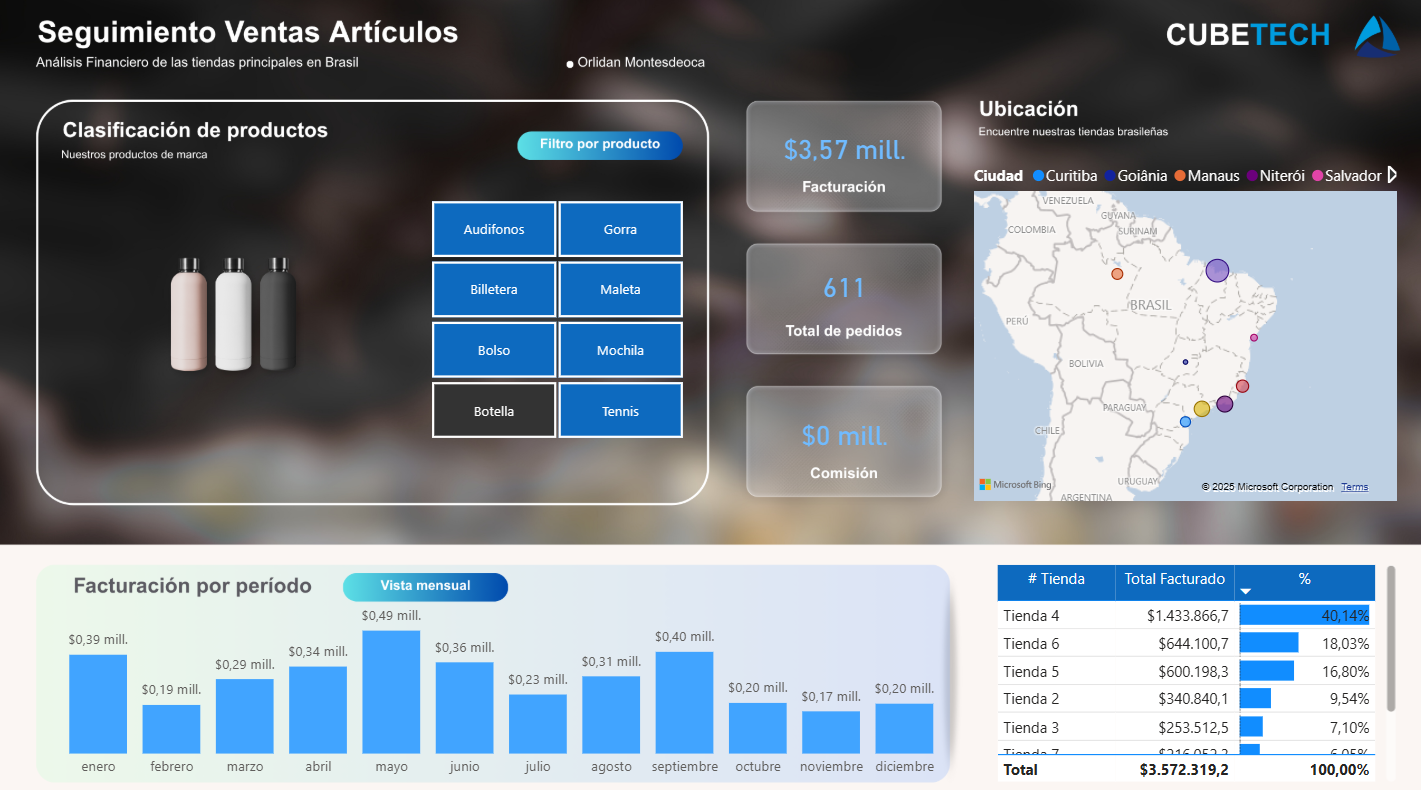 Seguimiento Ventas Artículos
Análisis Financiero de las tiendas principales en Brasil
Orlidan Montesdeoca
CUBETECH
Clasificación de productos
Nuestros productos de marca
Filtro por producto
Audifonos
Gorra
Billetera
Maleta
Bolso
Mochila
Botella
Tennis
$3,57 mill.
Facturación
611
Total de pedidos
$0 mill.
Comisión
Ubicación
Encuentre nuestras tiendas brasileñas
Ciudad Curitiba Goiânia Manaus Niterói Salvador
VENEZUELA
GUYANA
COLOMBIA
SURINAM
BRASIL
PERÚ
BOLIVIA
PARAGUAY
CHILE
URUGUAY
ARGENTINA
Microsoft Bing
© 2025 Microsoft Corporation Terms
Facturación por período
Vista mensual
$0,39 mill.
$0,19 mill.
$0,29 mill.
$0,34 mill.
$0,49 mill.
$0,36 mill.
$0,23 mill.
$0,31 mill.
$0,40 mill.
$0,20 mill.
$0,17 mill.
$0,20 mill.
enero febrero marzo abril mayo junio julio agosto septiembre octubre noviembre diciembre
# Tienda Total Facturado %
Tienda 4 $1.433.866,7 40,14%
Tienda 6 $644.100,7 18,03%
Tienda 5 $600.198,3 16,80%
Tienda 2 $340.840,1 9,54%
Tienda 3 $253.512,5 7,10%
Tienda 7
Total $3.572.319,2 100,00%